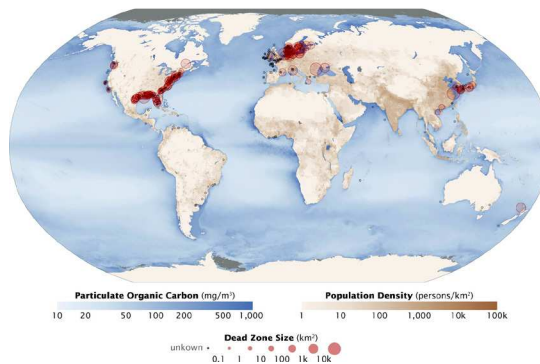 Particulate Organic Carbon (mg/m³)
10 20 50 100 200 500 1,000
Population Density (persons/km²)
1 10 100 1,000 10k 100k
Dead Zone Size (km²)
unkown
0.1 1 10 100 1k 10k